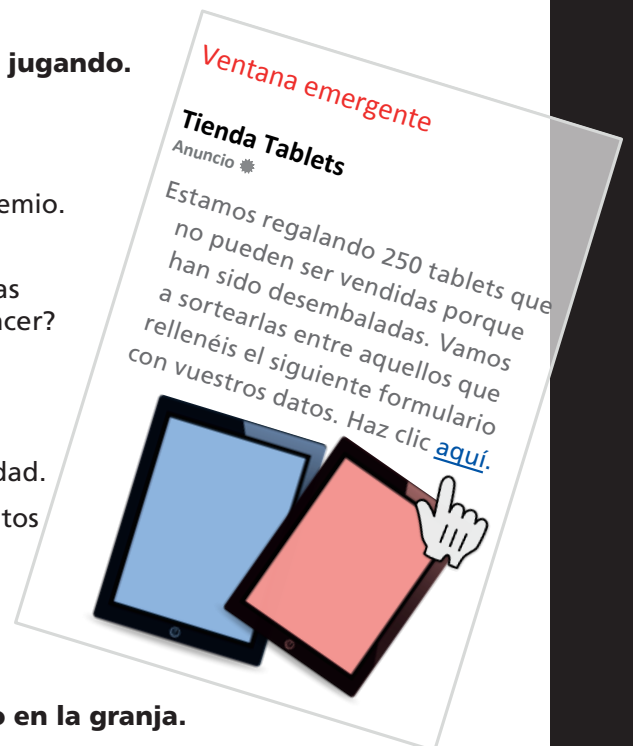 jugando.
emio.
as
cer?
dad.
tos
o en la granja.
Ventana emergente
Tienda Tablets
Anuncio
Estamos regalando 250 tablets que
no pueden ser vendidas porque
han sido desembaladas. Vamos
a sortearlas entre aquellos que
rellenéis el siguiente formulario
con vuestros datos. Haz clic aquí.